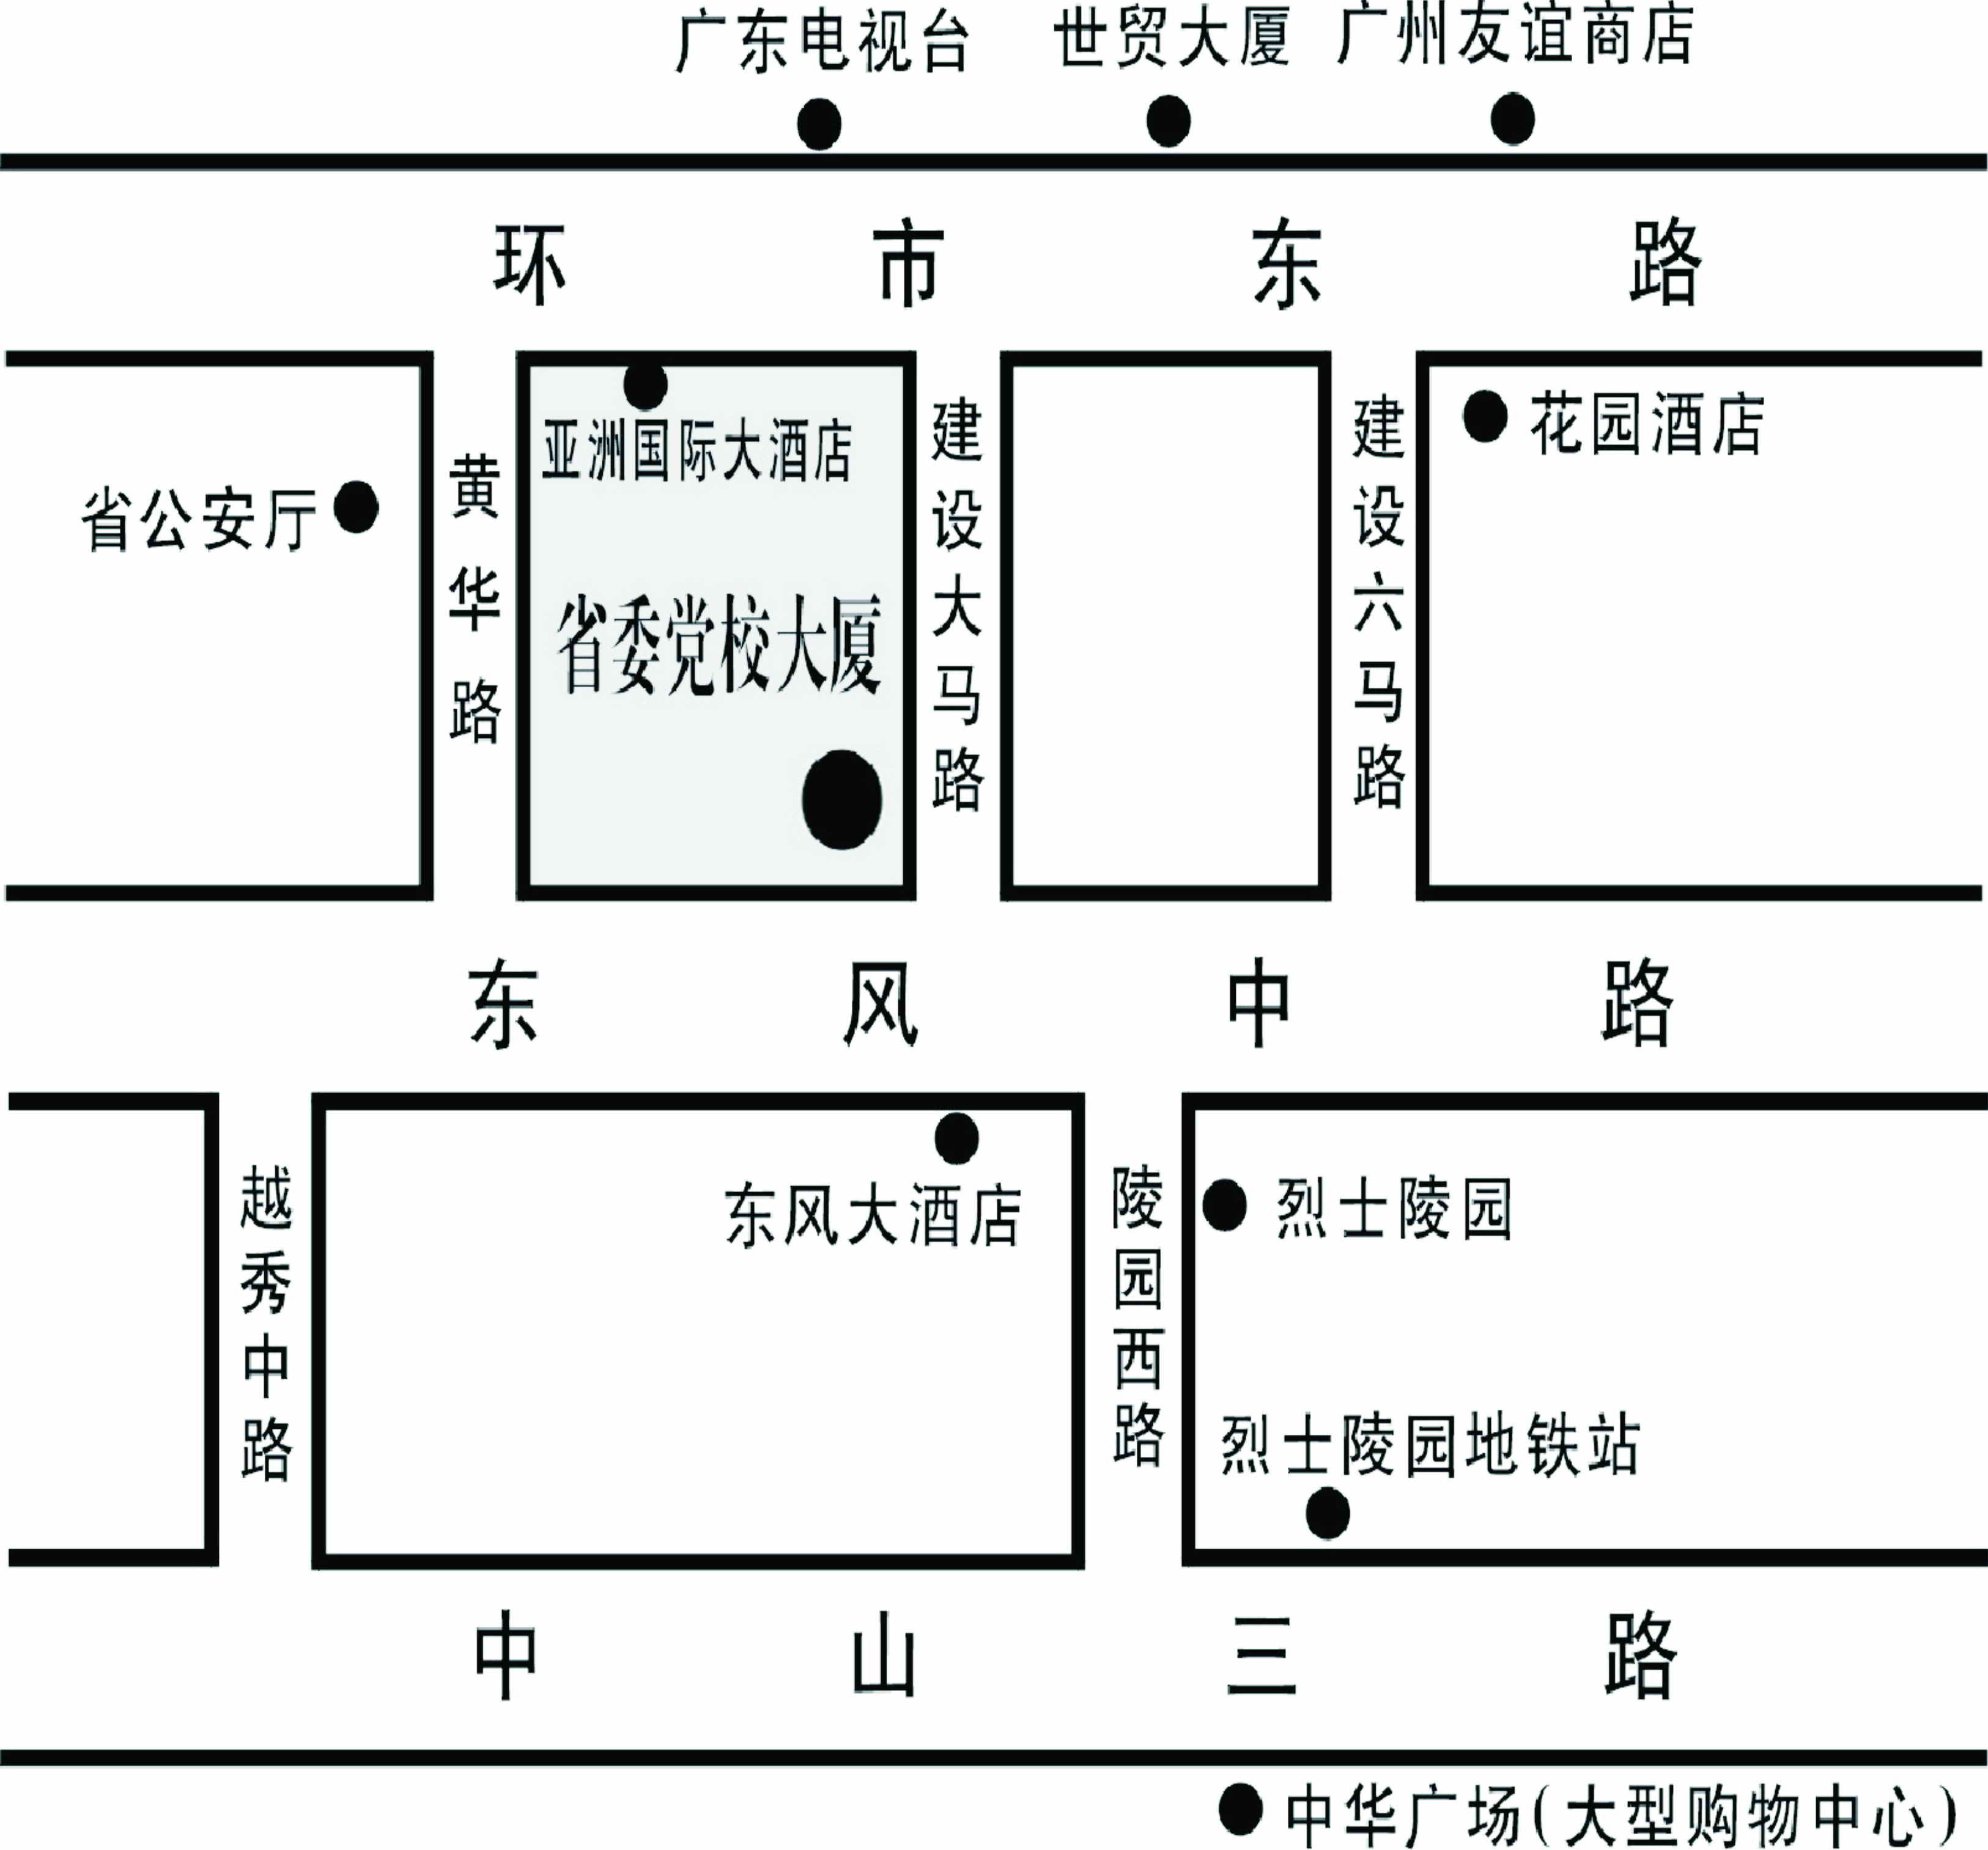 广东电视台 世贸大厦 广州友谊商店
环市东路
花园酒店
亚洲国际大酒店
省公安厅
黄华路
建设大马路
建设六马路
省委党校大厦
东风中路
越秀中路
东风大酒店
陵园西路
烈士陵园
烈士陵园地铁站
中山三路
中华广场(大型购物中心)